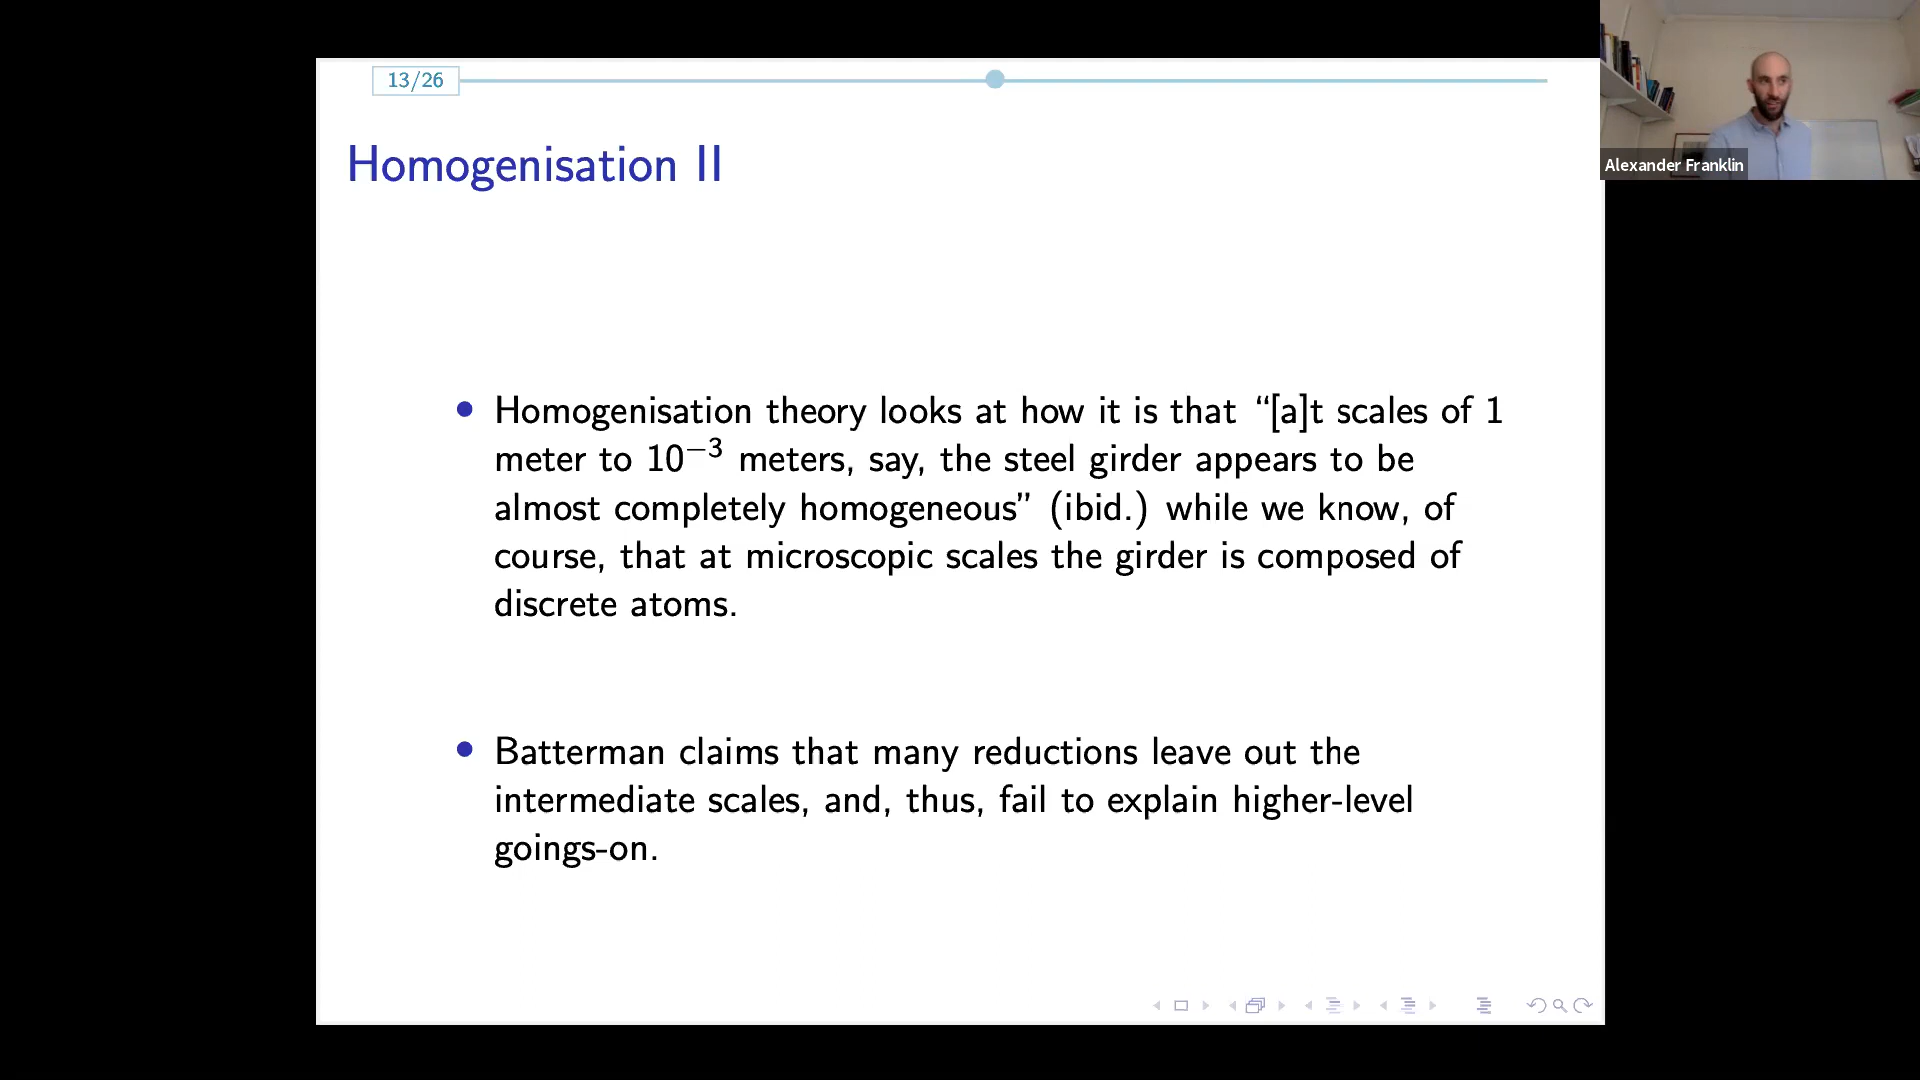 13/26
Alexander Franklin
Homogenisation II
• Homogenisation theory looks at how it is that “[a]t scales of 1
meter to 10⁻³ meters, say, the steel girder appears to be
almost completely homogeneous” (ibid.) while we know, of
course, that at microscopic scales the girder is composed of
discrete atoms.
• Batterman claims that many reductions leave out the
intermediate scales, and, thus, fail to explain higher-level
goings-on.